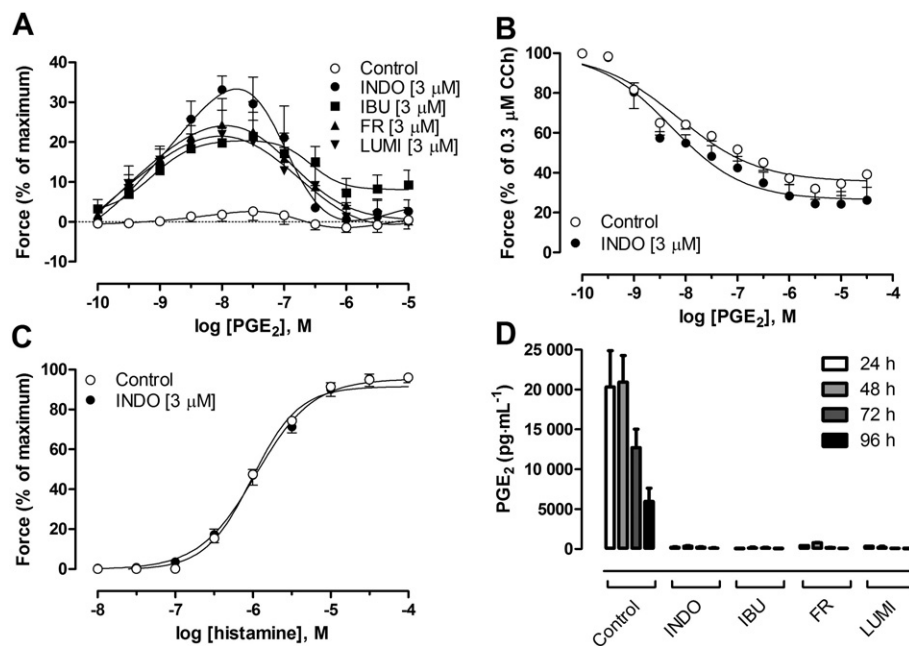 A
Force (% of maximum)
40
30
20
10
0
-10
Control
INDO [3 μM]
IBU [3 μM]
FR [3 μM]
LUMI [3 μM]
-10 -9 -8 -7 -6 -5
log [PGE2], M
B
Force (% of 0.3 μM CCh)
100
80
60
40
20
0
Control
INDO [3 μM]
-10 -9 -8 -7 -6 -5 -4
log [PGE2], M
C
Force (% of maximum)
100
80
60
40
20
0
Control
INDO [3 μM]
-8 -7 -6 -5 -4
log [histamine], M
D
PGE2 (pg·mL-1)
25 000
20 000
15 000
10 000
5000
0
24 h
48 h
72 h
96 h
Control INDO IBU FR LUMI